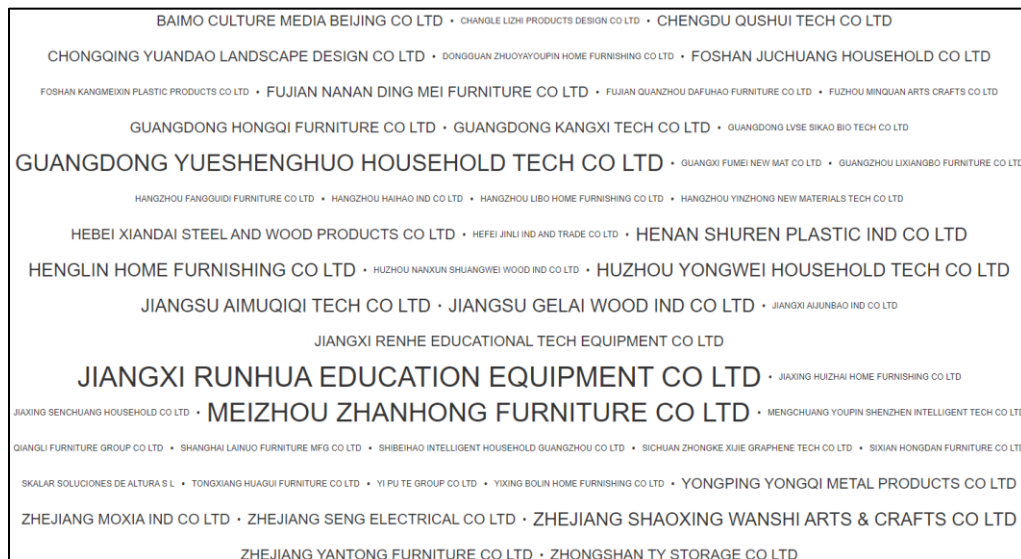 BAIMO CULTURE MEDIA BEIJING CO LTD • CHANGLE LIZHI PRODUCTS DESIGN CO LTD • CHENGDU QUSHUI TECH CO LTD
CHONGQING YUANDAO LANDSCAPE DESIGN CO LTD • DONGGUAN ZHUOYAYOUPIN HOME FURNISHING CO LTD • FOSHAN JUCHUANG HOUSEHOLD CO LTD
FOSHAN KANGMEIXIN PLASTIC PRODUCTS CO LTD • FUJIAN NANAN DING MEI FURNITURE CO LTD • FUJIAN QUANZHOU DAFUHAO FURNITURE CO LTD • FUZHOU MINQUAN ARTS CRAFTS CO LTD
GUANGDONG HONGQI FURNITURE CO LTD • GUANGDONG KANGXI TECH CO LTD • GUANGDONG LVSE SIKAO BIO TECH CO LTD
GUANGDONG YUESHENGHUO HOUSEHOLD TECH CO LTD • GUANGXI FUMEI NEW MAT CO LTD • GUANGZHOU LIXIANGBO FURNITURE CO LTD
HANGZHOU FANGGUIDI FURNITURE CO LTD • HANGZHOU HAIHAO IND CO LTD • HANGZHOU LIBO HOME FURNISHING CO LTD • HANGZHOU YINZHONG NEW MATERIALS TECH CO LTD
HEBEI XIANDAI STEEL AND WOOD PRODUCTS CO LTD • HEFEI JINLI IND AND TRADE CO LTD • HENAN SHUREN PLASTIC IND CO LTD
HENGLIN HOME FURNISHING CO LTD • HUZHOU NANXUN SHUANGWEI WOOD IND CO LTD • HUZHOU YONGWEI HOUSEHOLD TECH CO LTD
JIANGSU AIMUQIQI TECH CO LTD • JIANGSU GELAI WOOD IND CO LTD • JIANGXI AIJUNBAO IND CO LTD
JIANGXI RENHE EDUCATIONAL TECH EQUIPMENT CO LTD
JIANGXI RUNHUA EDUCATION EQUIPMENT CO LTD • JIAXING HUIZHAI HOME FURNISHING CO LTD
JIAXING SENCHUANG HOUSEHOLD CO LTD • MEIZHOU ZHANHONG FURNITURE CO LTD • MENGCHUANG YOUPIN SHENZHEN INTELLIGENT TECH CO LTD
QIANGLI FURNITURE GROUP CO LTD • SHANGHAI LAINUO FURNITURE MFG CO LTD • SHIBEIHAO INTELLIGENT HOUSEHOLD GUANGZHOU CO LTD • SICHUAN ZHONGKE XIJIE GRAPHENE TECH CO LTD • SIXIAN HONGDAN FURNITURE CO LTD
SKALAR SOLUCIONES DE ALTURA S L • TONGXIANG HUAGUI FURNITURE CO LTD • YI PU TE GROUP CO LTD • YIXING BOLIN HOME FURNISHING CO LTD • YONGPING YONGQI METAL PRODUCTS CO LTD
ZHEJIANG MOXIA IND CO LTD • ZHEJIANG SENG ELECTRICAL CO LTD • ZHEJIANG SHAOXING WANSHI ARTS & CRAFTS CO LTD
ZHEJIANG YANTONG FURNITURE CO LTD • ZHONGSHAN TY STORAGE CO LTD